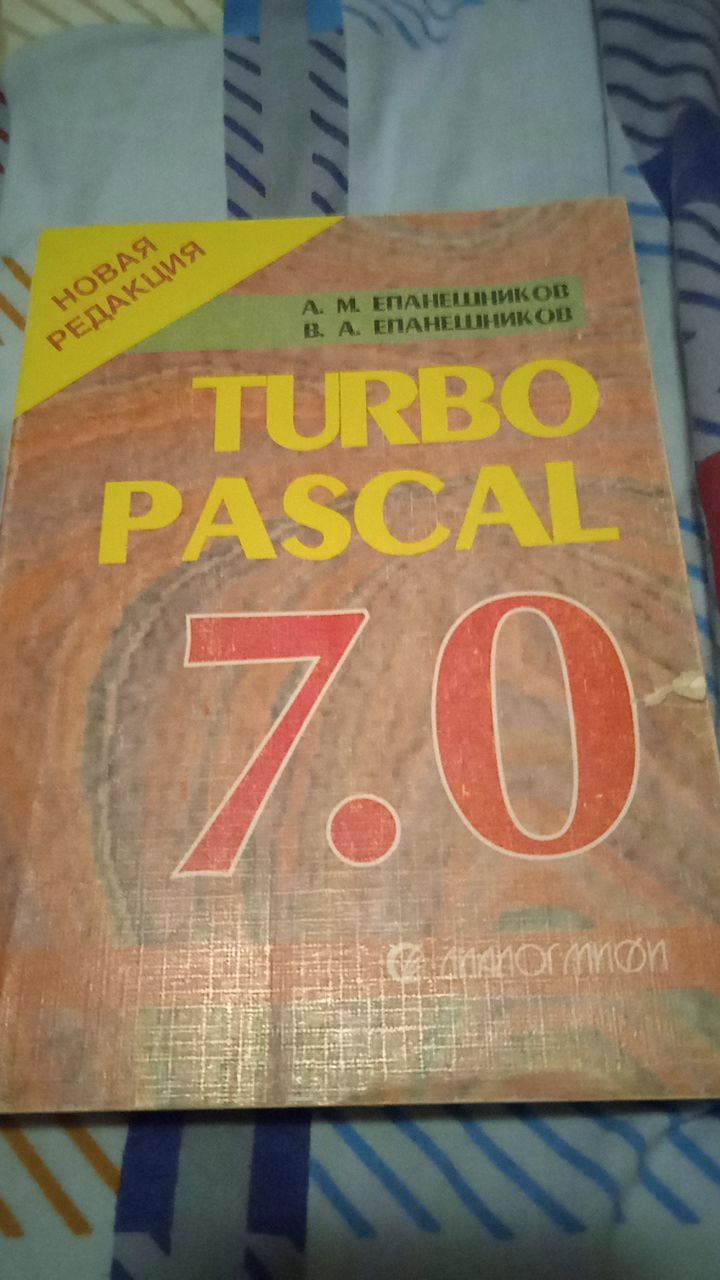 НОВАЯ
РЕДАКЦИЯ
А. М. ЕПАНЕШНИКОВ
В. А. ЕПАНЕШНИКОВ
TURBO
PASCAL
7.0
ДИАЛОГ МИФИ